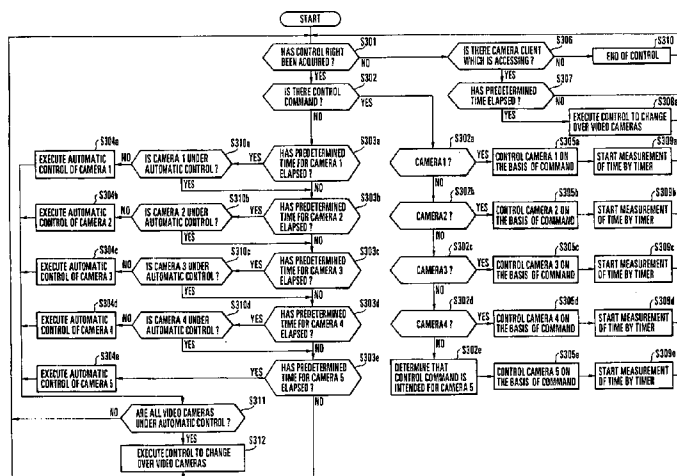 START
S301
HAS CONTROL RIGHT
BEEN ACQUIRED ?
NO
YES
S306
IS THERE CAMERA CLIENT
WHICH IS ACCESSING ?
NO
YES
S310
END OF CONTROL
S302
IS THERE CONTROL
COMMAND ?
YES
NO
S307
HAS PREDETERMINED
TIME ELAPSED ?
NO
YES
S308a
EXECUTE CONTROL TO CHANGE
OVER VIDEO CAMERAS
S304a
EXECUTE AUTOMATIC
CONTROL OF CAMERA 1
NO
S310a
IS CAMERA 1 UNDER
AUTOMATIC CONTROL ?
YES
YES
S303a
HAS PREDETERMINED
TIME FOR CAMERA 1
ELAPSED ?
NO
S302a
CAMERA1 ?
YES
NO
S305a
CONTROL CAMERA 1 ON
THE BASIS OF COMMAND
S309a
START MEASUREMENT
OF TIME BY TIMER
S304b
EXECUTE AUTOMATIC
CONTROL OF CAMERA 2
NO
S310b
IS CAMERA 2 UNDER
AUTOMATIC CONTROL ?
YES
YES
S303b
HAS PREDETERMINED
TIME FOR CAMERA 2
ELAPSED ?
NO
S302b
CAMERA2 ?
YES
NO
S305b
CONTROL CAMERA 2 ON
THE BASIS OF COMMAND
S309b
START MEASUREMENT
OF TIME BY TIMER
S304c
EXECUTE AUTOMATIC
CONTROL OF CAMERA 3
NO
S310c
IS CAMERA 3 UNDER
AUTOMATIC CONTROL ?
YES
YES
S303c
HAS PREDETERMINED
TIME FOR CAMERA 3
ELAPSED ?
NO
S302c
CAMERA3 ?
YES
NO
S305c
CONTROL CAMERA 3 ON
THE BASIS OF COMMAND
S309c
START MEASUREMENT
OF TIME BY TIMER
S304d
EXECUTE AUTOMATIC
CONTROL OF CAMERA 4
NO
S310d
IS CAMERA 4 UNDER
AUTOMATIC CONTROL ?
YES
YES
S303d
HAS PREDETERMINED
TIME FOR CAMERA 4
ELAPSED ?
NO
S302d
CAMERA4 ?
YES
NO
S305d
CONTROL CAMERA 4 ON
THE BASIS OF COMMAND
S309d
START MEASUREMENT
OF TIME BY TIMER
S304e
EXECUTE AUTOMATIC
CONTROL OF CAMERA 5
YES
S303e
HAS PREDETERMINED
TIME FOR CAMERA 5
ELAPSED ?
NO
S302e
DETERMINE THAT
CONTROL COMMAND IS
INTENDED FOR CAMERA 5
S305e
CONTROL CAMERA 5 ON
THE BASIS OF COMMAND
S309e
START MEASUREMENT
OF TIME BY TIMER
S311
ARE ALL VIDEO CAMERAS
UNDER AUTOMATIC CONTROL ?
NO
YES
S312
EXECUTE CONTROL TO CHANGE
OVER VIDEO CAMERAS